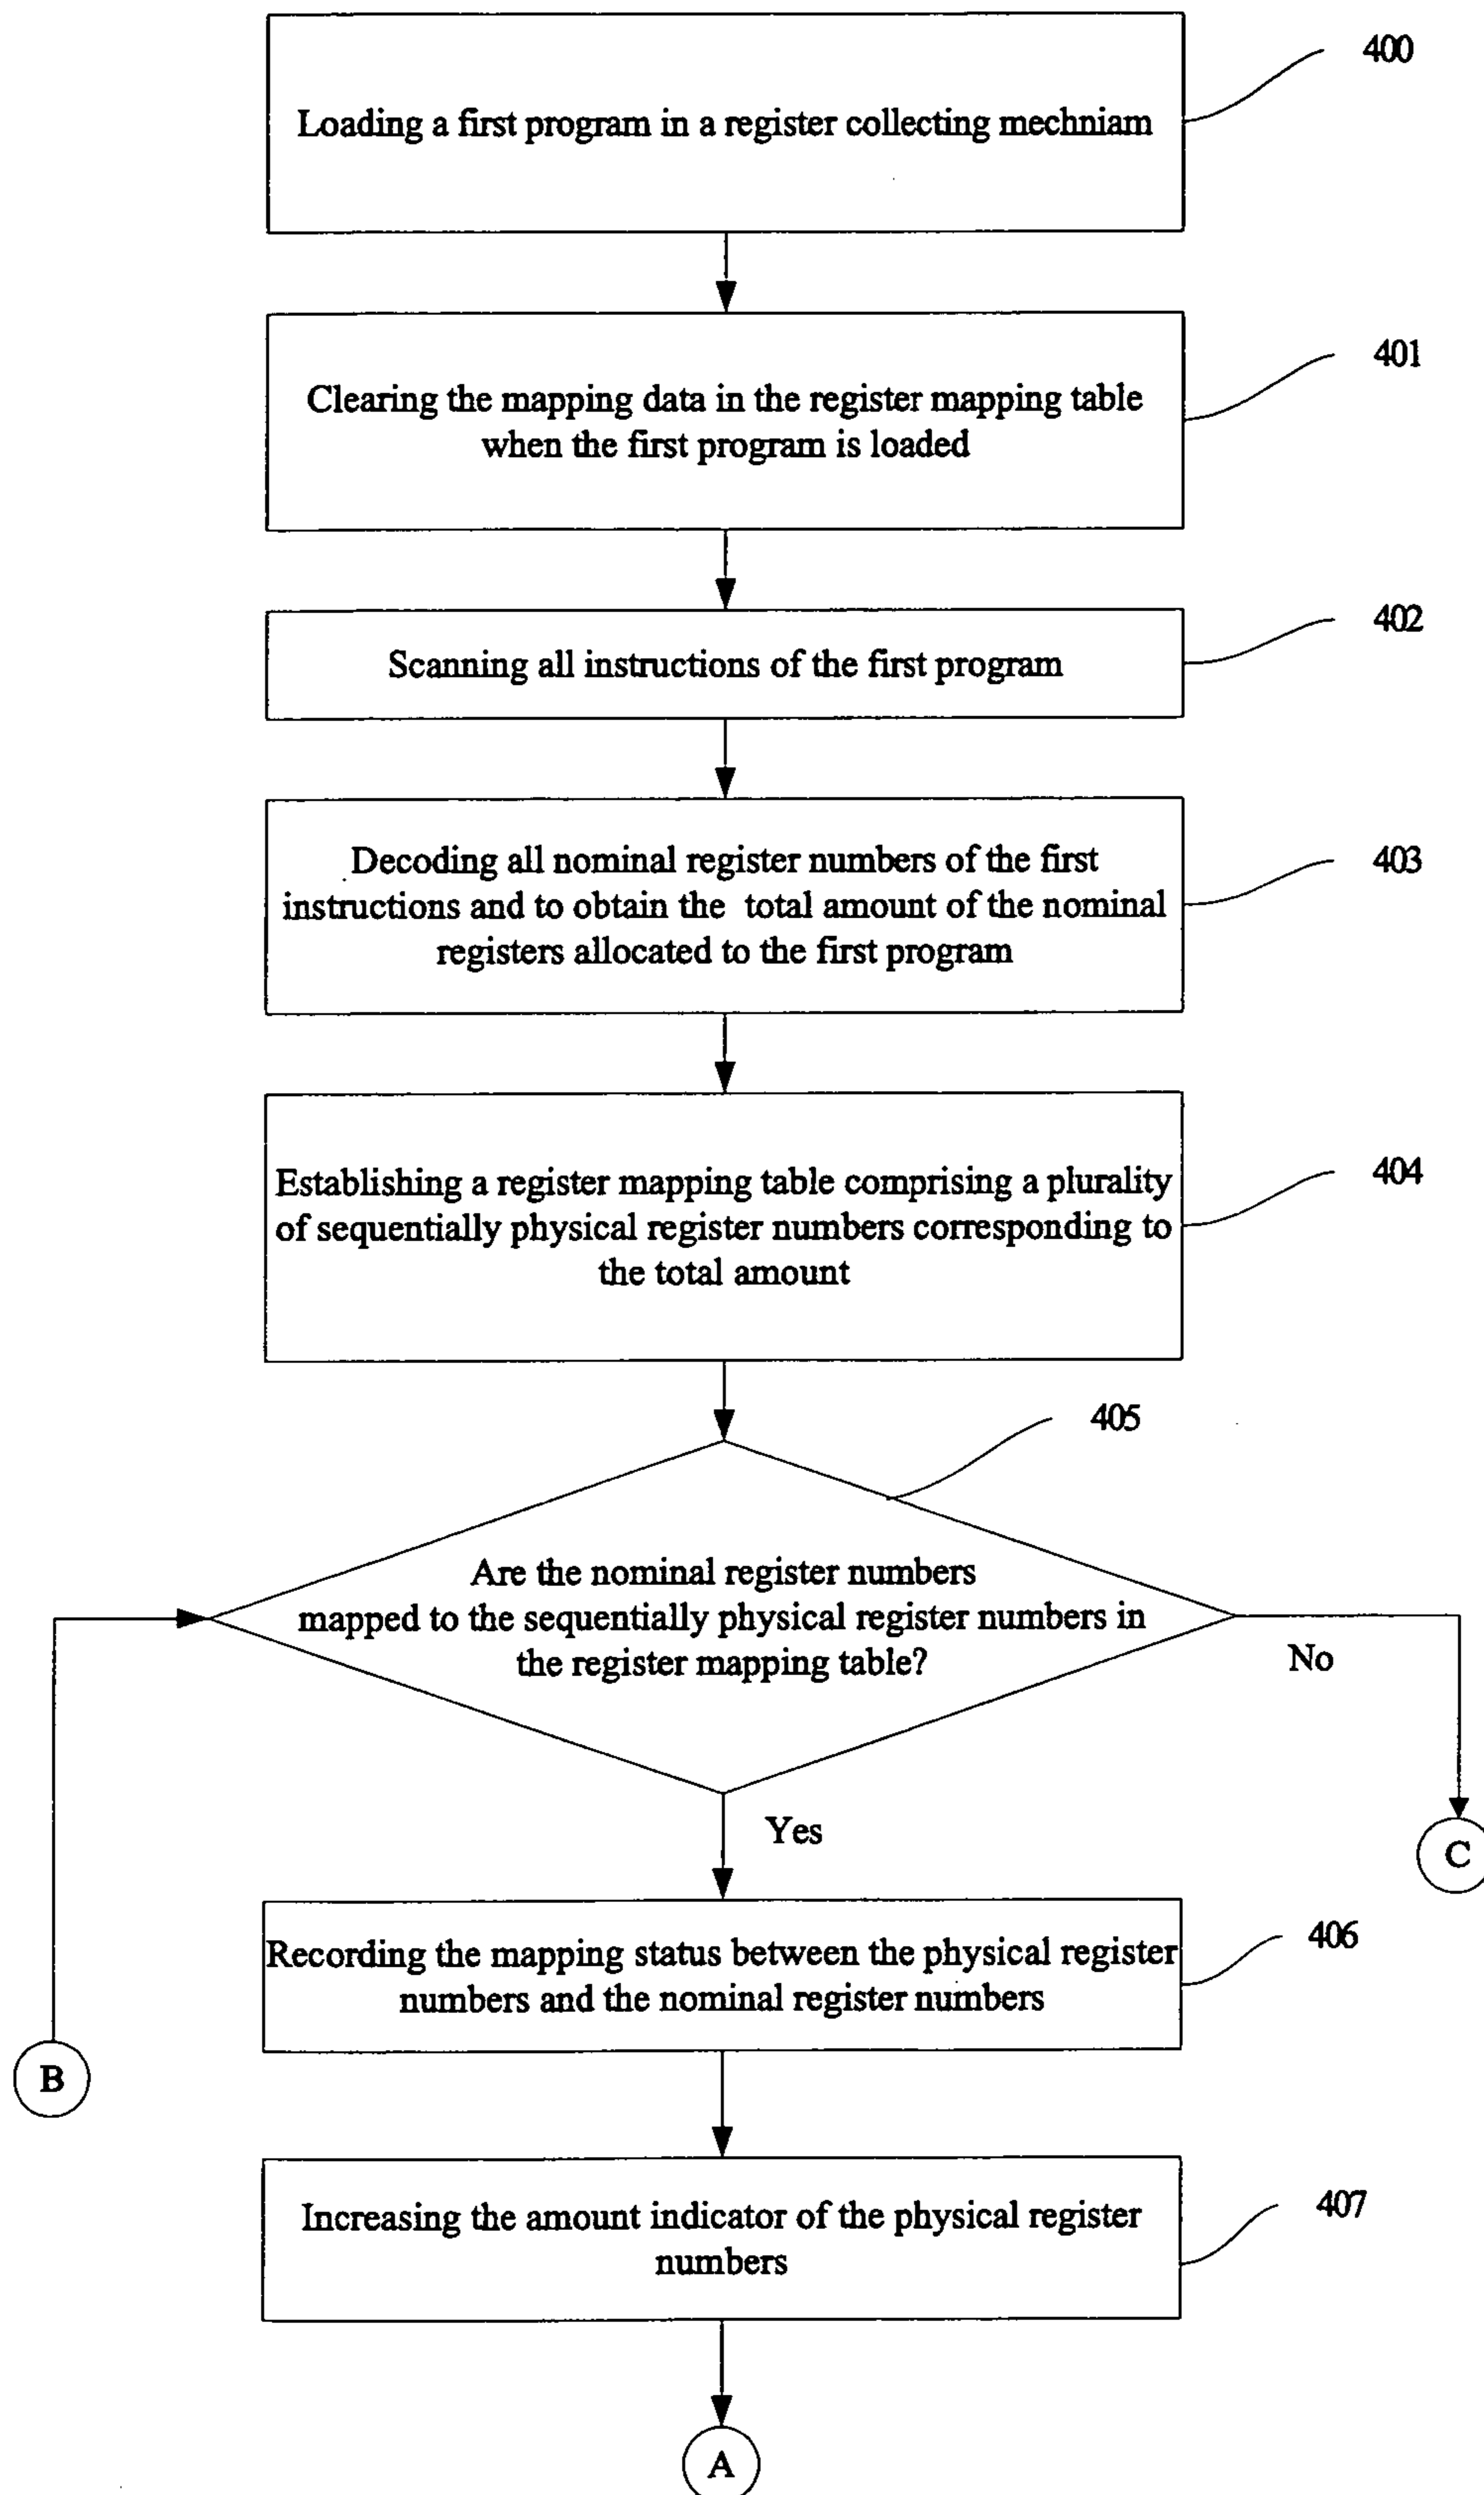 400
Loading a first program in a register collecting mechniam
401
Clearing the mapping data in the register mapping table
when the first program is loaded
402
Scanning all instructions of the first program
403
Decoding all nominal register numbers of the first
instructions and to obtain the total amount of the nominal
registers allocated to the first program
404
Establishing a register mapping table comprising a plurality
of sequentially physical register numbers corresponding to
the total amount
405
Are the nominal register numbers
mapped to the sequentially physical register numbers in
the register mapping table?
No
Yes
C
406
Recording the mapping status between the physical register
numbers and the nominal register numbers
B
407
Increasing the amount indicator of the physical register
numbers
A